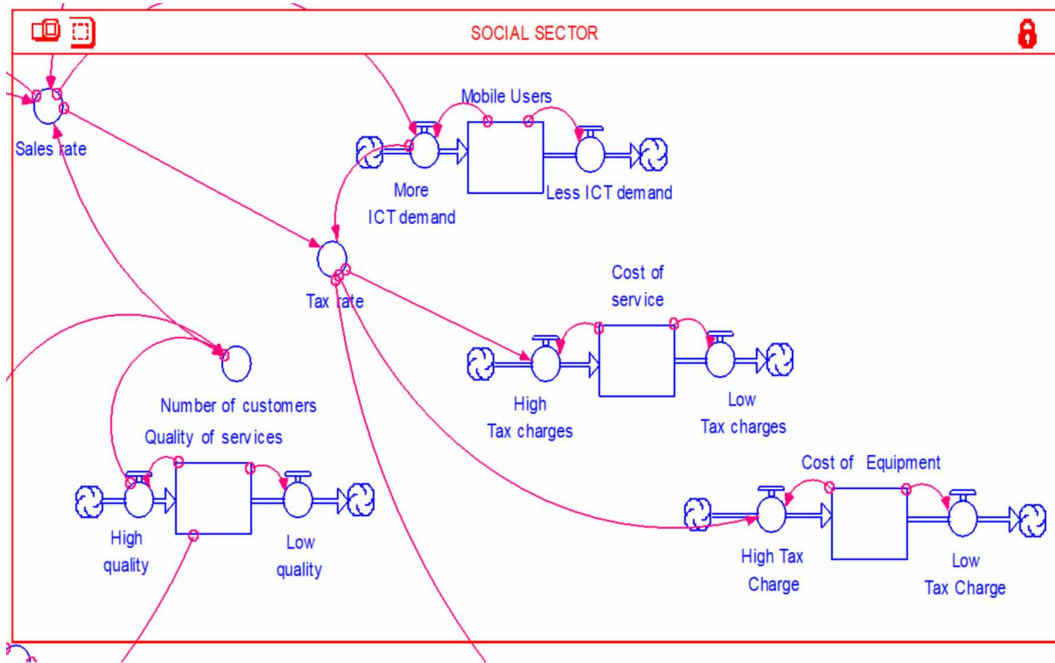 SOCIAL SECTOR
Mobile Users
Sales rate
More
ICT demand
Less ICT demand
Cost of
service
Tax rate
High
Tax charges
Low
Tax charges
Number of customers
Quality of services
Cost of Equipment
High
quality
Low
quality
High Tax
Charge
Low
Tax Charge